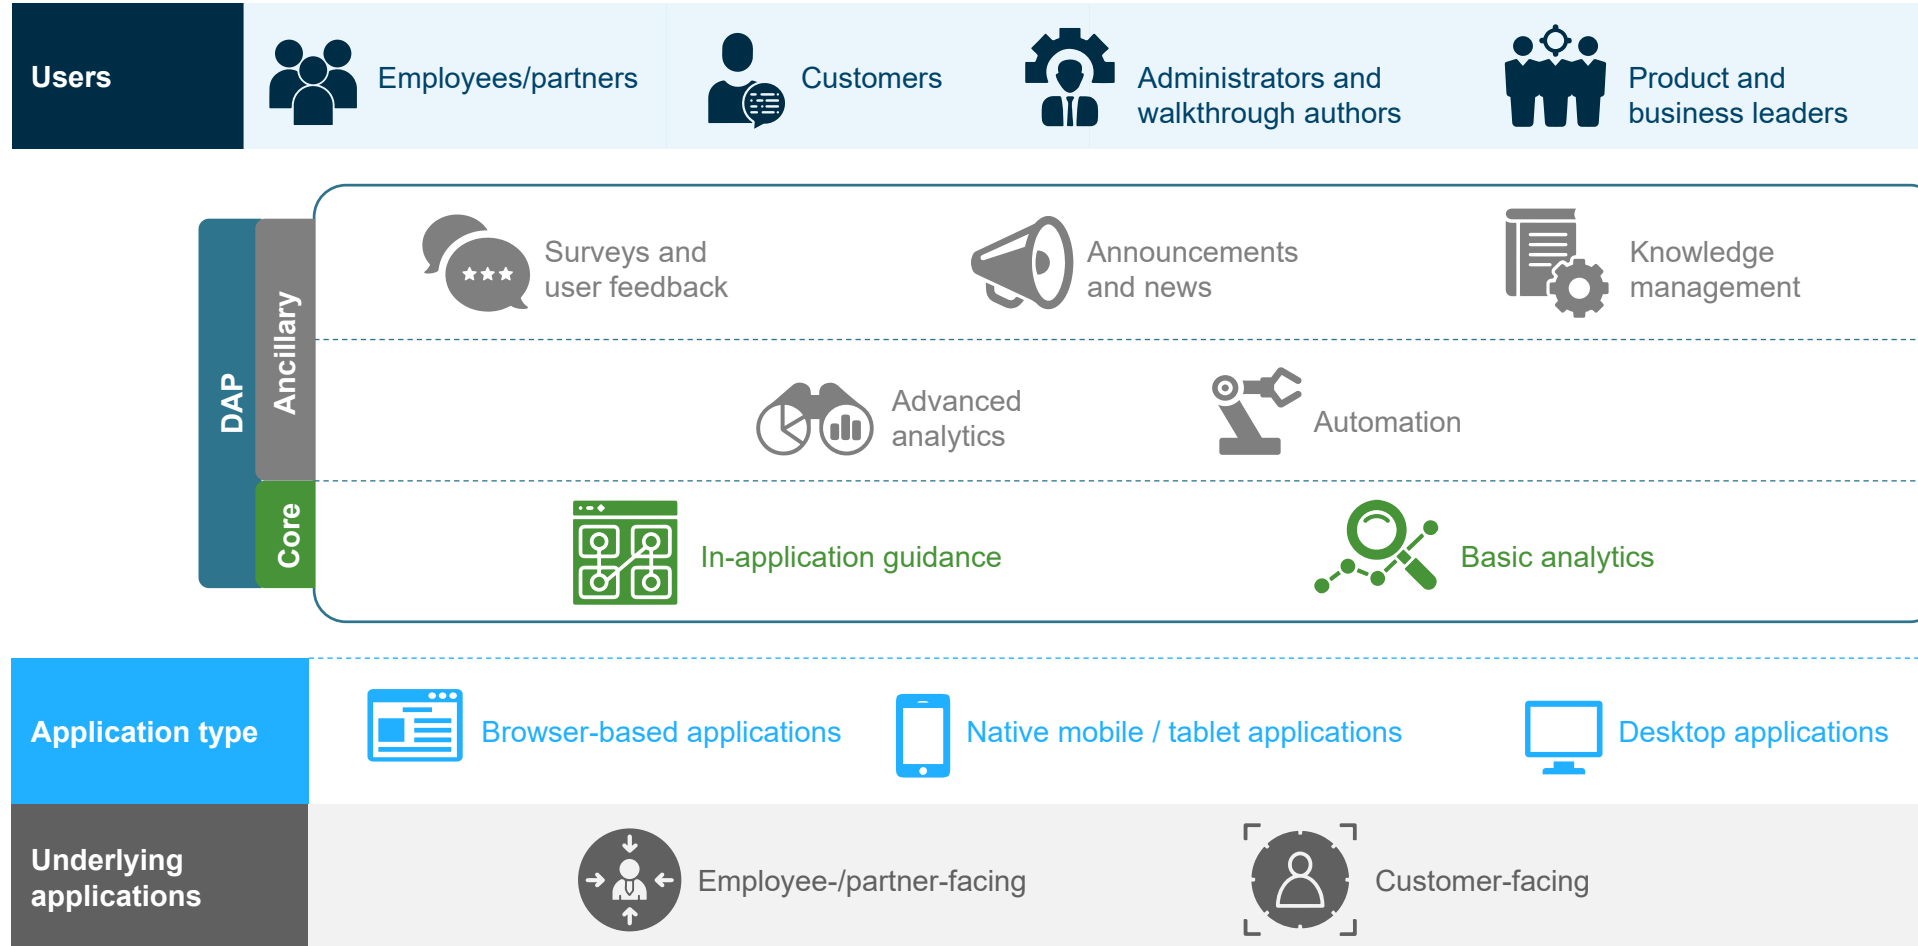 Users
Employees/partners
Customers
Administrators and
walkthrough authors
Product and
business leaders
DAP
Ancillary
Surveys and
user feedback
Announcements
and news
Knowledge
management
Advanced
analytics
Automation
Core
In-application guidance
Basic analytics
Application type
Browser-based applications
Native mobile / tablet applications
Desktop applications
Underlying
applications
Employee-/partner-facing
Customer-facing